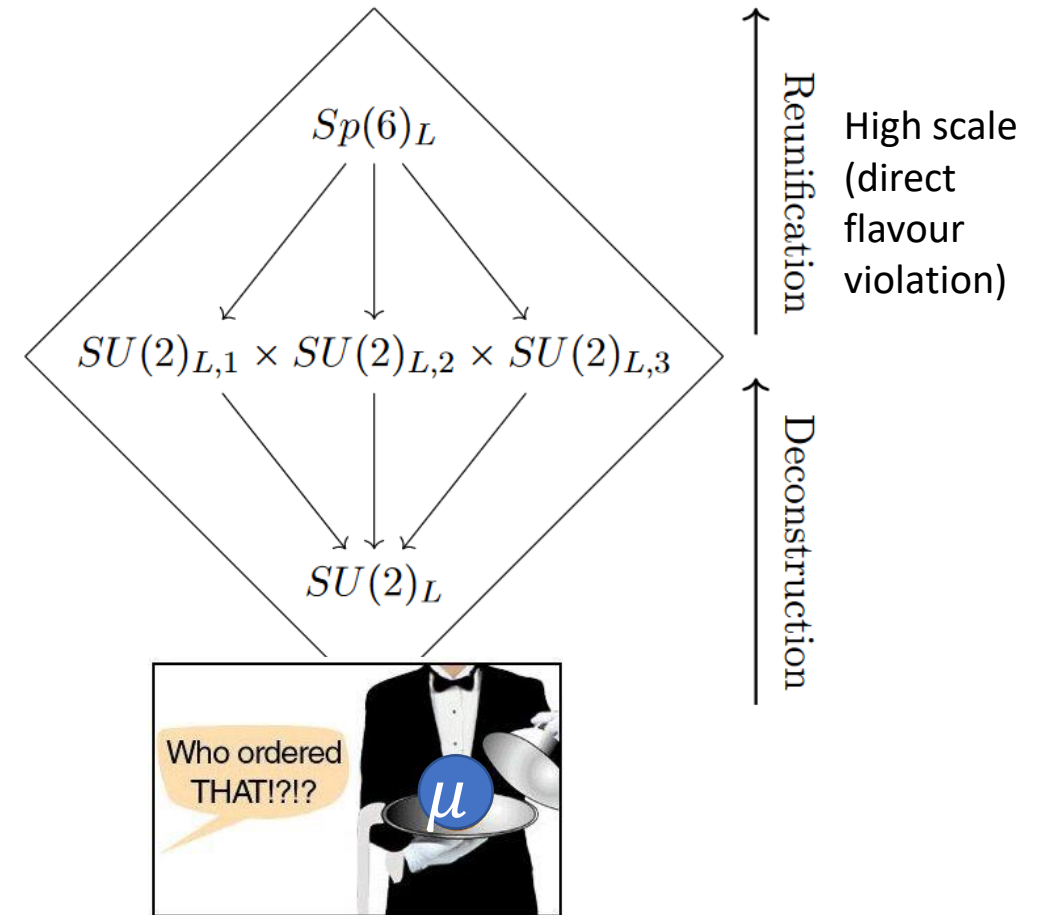 Sp(6)_L
Reunification
High scale
(direct
flavour
violation)
SU(2)_{L,1} × SU(2)_{L,2} × SU(2)_{L,3}
Deconstruction
SU(2)_L
Who ordered
THAT!?!?
μ